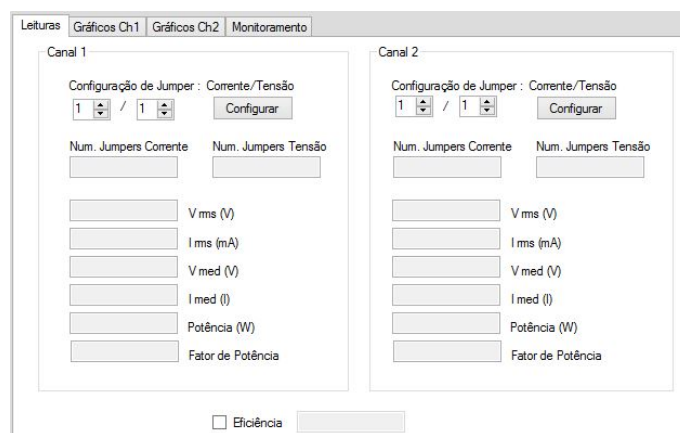 Leituras Gráficos Ch1 Gráficos Ch2 Monitoramento
Canal 1
Configuração de Jumper : Corrente/Tensão
1 / 1 Configurar
Num. Jumpers Corrente Num. Jumpers Tensão
V rms (V)
I rms (mA)
V med (V)
I med (I)
Potência (W)
Fator de Potência
Canal 2
Configuração de Jumper : Corrente/Tensão
1 / 1 Configurar
Num. Jumpers Corrente Num. Jumpers Tensão
V rms (V)
I rms (mA)
V med (V)
I med (I)
Potência (W)
Fator de Potência
Eficiência